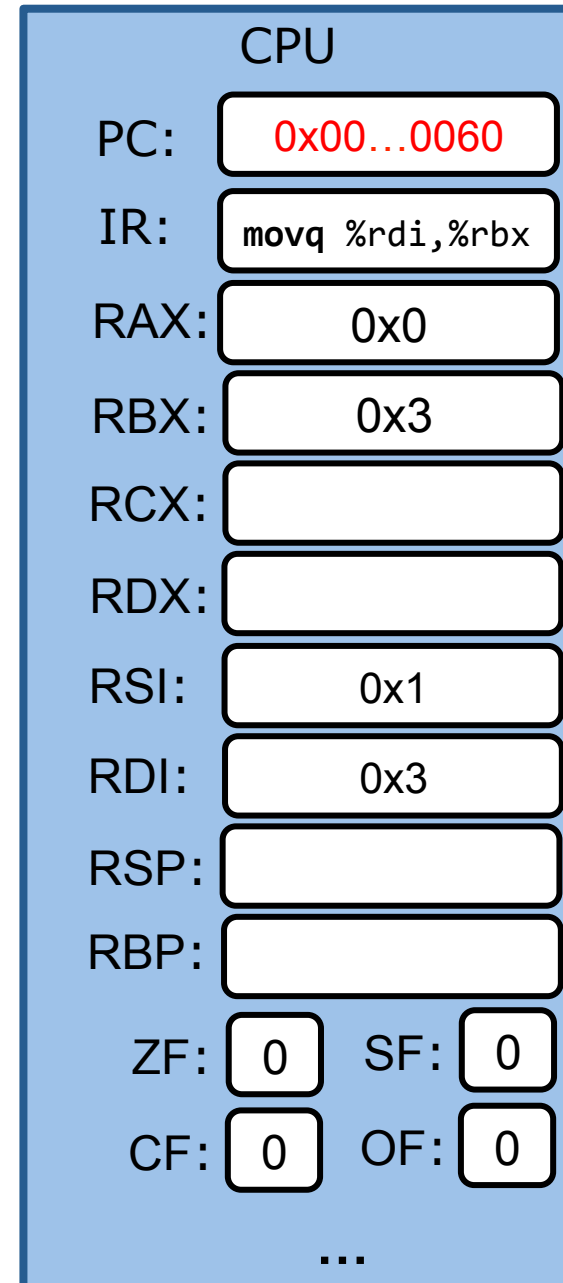 CPU
PC: 0x00...0060
IR: movq %rdi,%rbx
RAX: 0x0
RBX: 0x3
RCX:
RDX:
RSI: 0x1
RDI: 0x3
RSP:
RBP:
ZF: 0 SF: 0
CF: 0 OF: 0
...